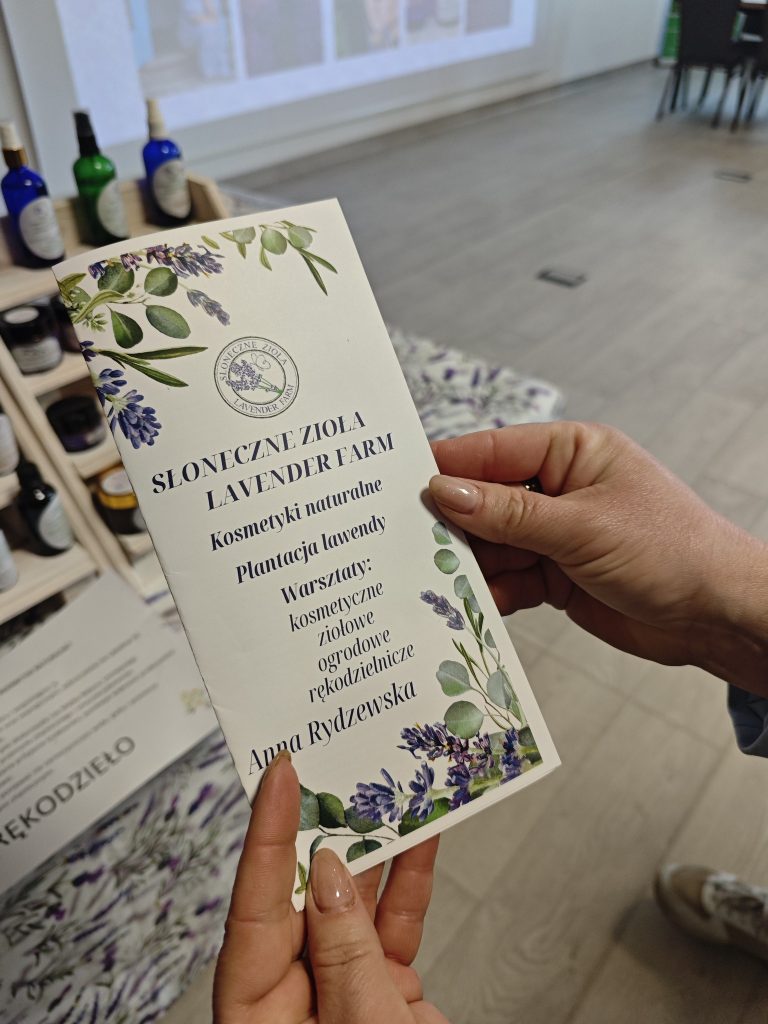 SŁONECZNE ZIOŁA
LAVENDER FARM
SŁONECZNE ZIOŁA
LAVENDER FARM
Kosmetyki naturalne
Plantacja lawendy
Warsztaty:
kosmetyczne
ziołowe
ogrodowe
rękodzielnicze
Anna Rydzewska
RĘKODZIEŁO